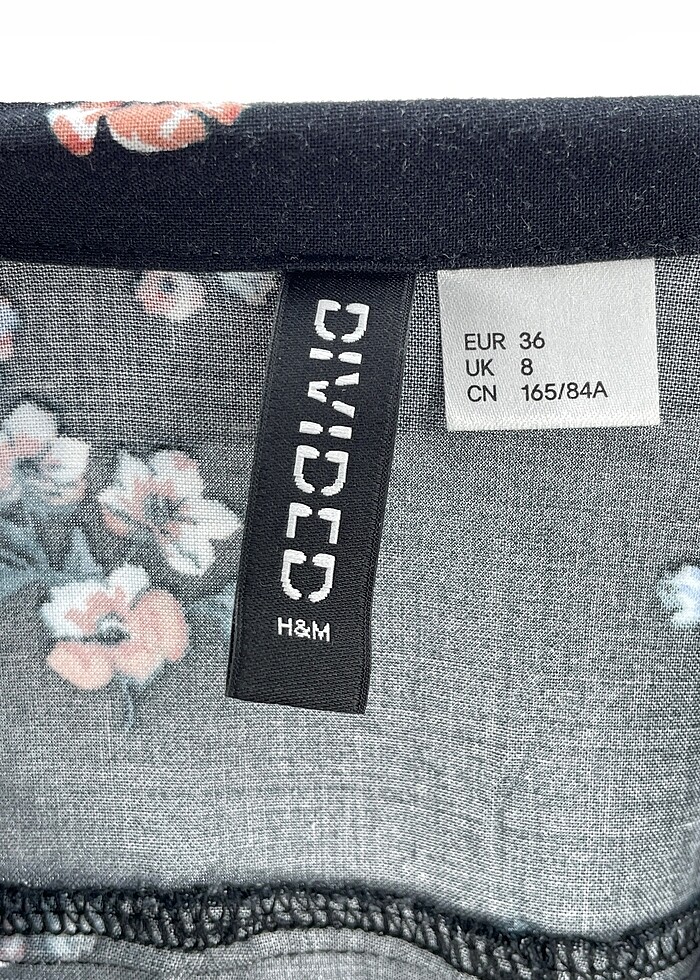 DIVIDED
H&M
EUR 36
UK 8
CN 165/84A